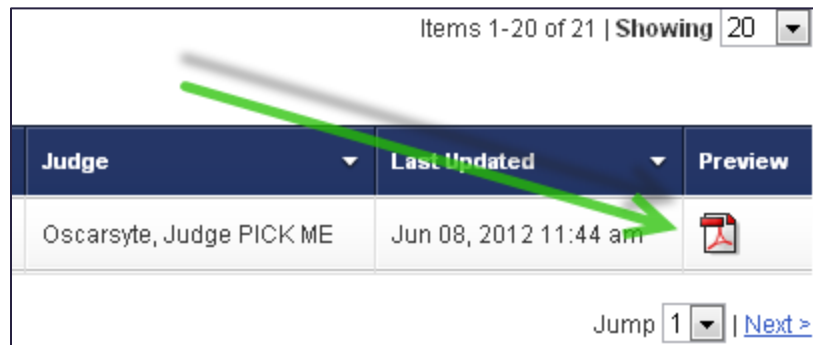 Items 1-20 of 21 | Showing 20
Judge Last Updated Preview
Oscarsyte, Judge PICK ME Jun 08, 2012 11:44 am
Jump 1 | Next >